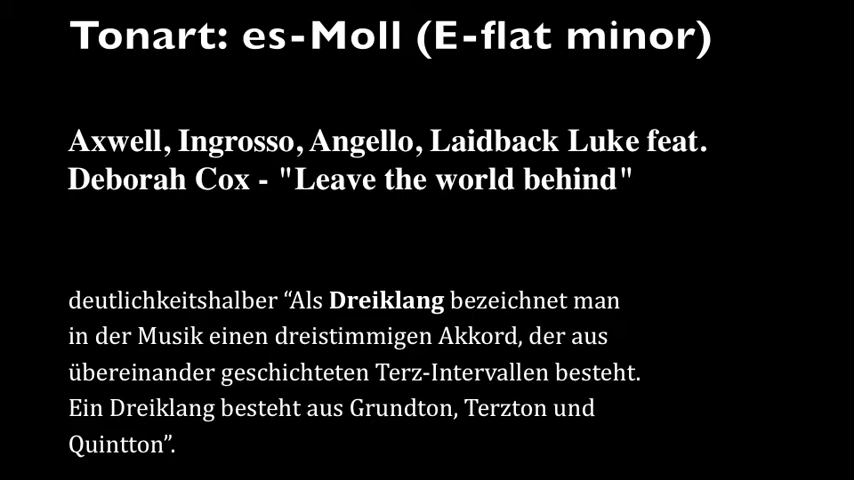 Tonart: es-Moll (E-flat minor)
Axwell, Ingrosso, Angello, Laidback Luke feat.
Deborah Cox - "Leave the world behind"
deutlichkeitshalber “Als Dreiklang bezeichnet man
in der Musik einen dreistimmigen Akkord, der aus
übereinander geschichteten Terz-Intervallen besteht.
Ein Dreiklang besteht aus Grundton, Terzton und
Quintton”.